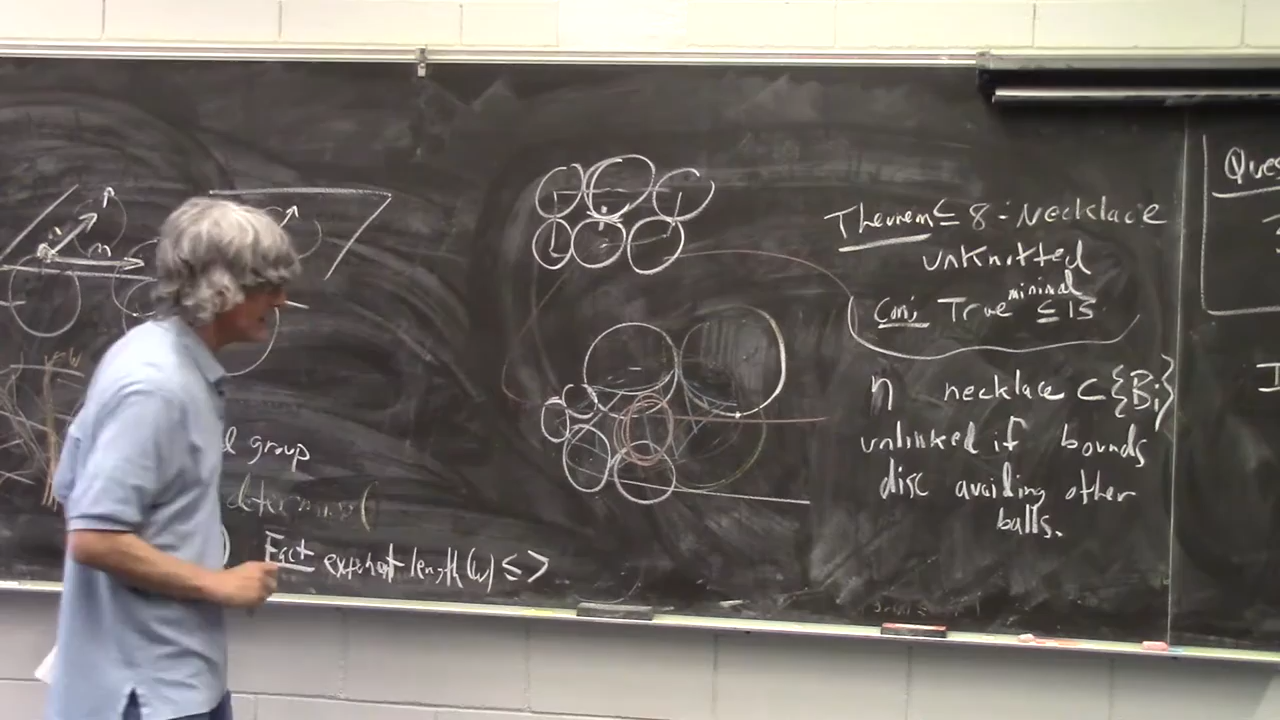 Theorem ≤ 8-Necklace
unknotted
Conj True minimal ≤ 15
η necklace ⊂ {Bi}
unlinked if bounds
disc avoiding other
balls.
Ques
group
Fact length(w) ≤ 7
n